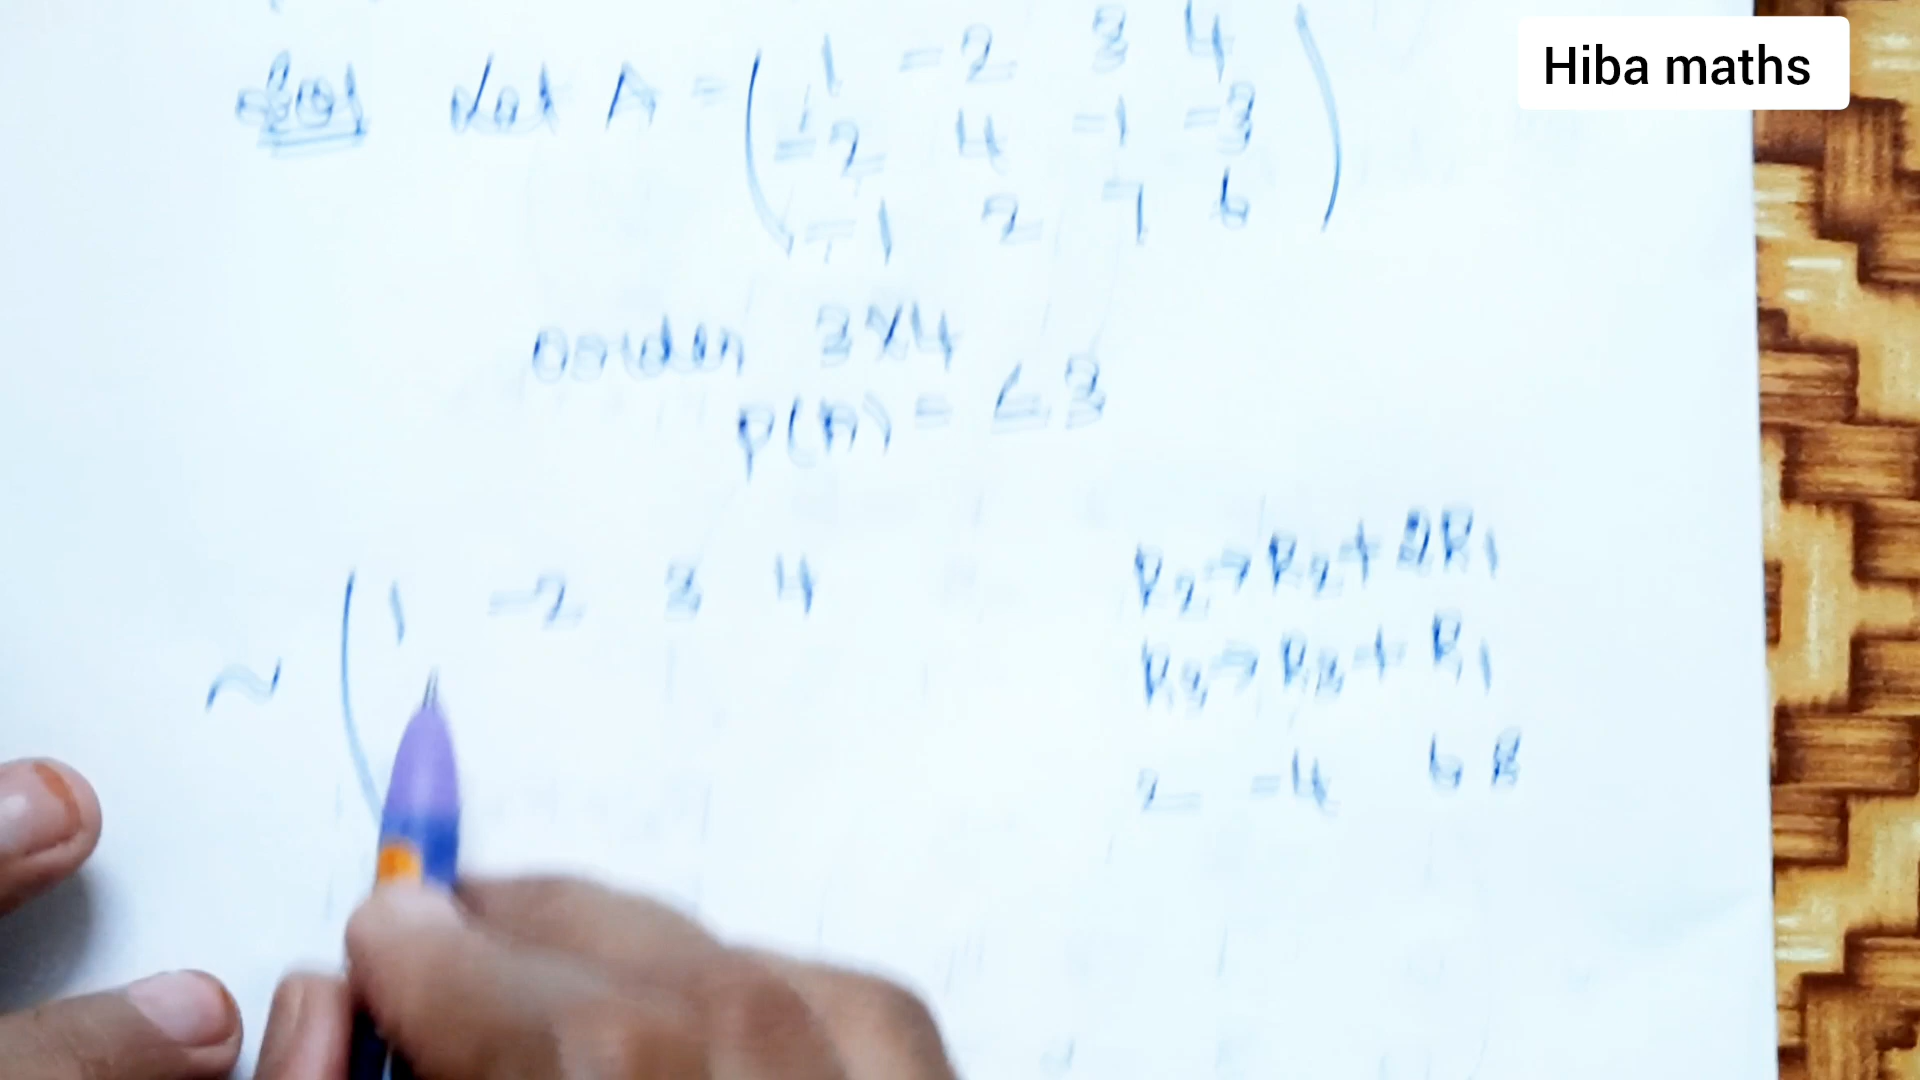 Hiba maths
Sol Let A = ( 1 -2 3 4
-2 4 -1 -3
-1 2 7 6 )
oorder 3×4
ρ(A) = ≤ 3
~ ( 1 -2 3 4
R2 → R2 + 2R1
R3 → R3 + R1
2 -4 6 8